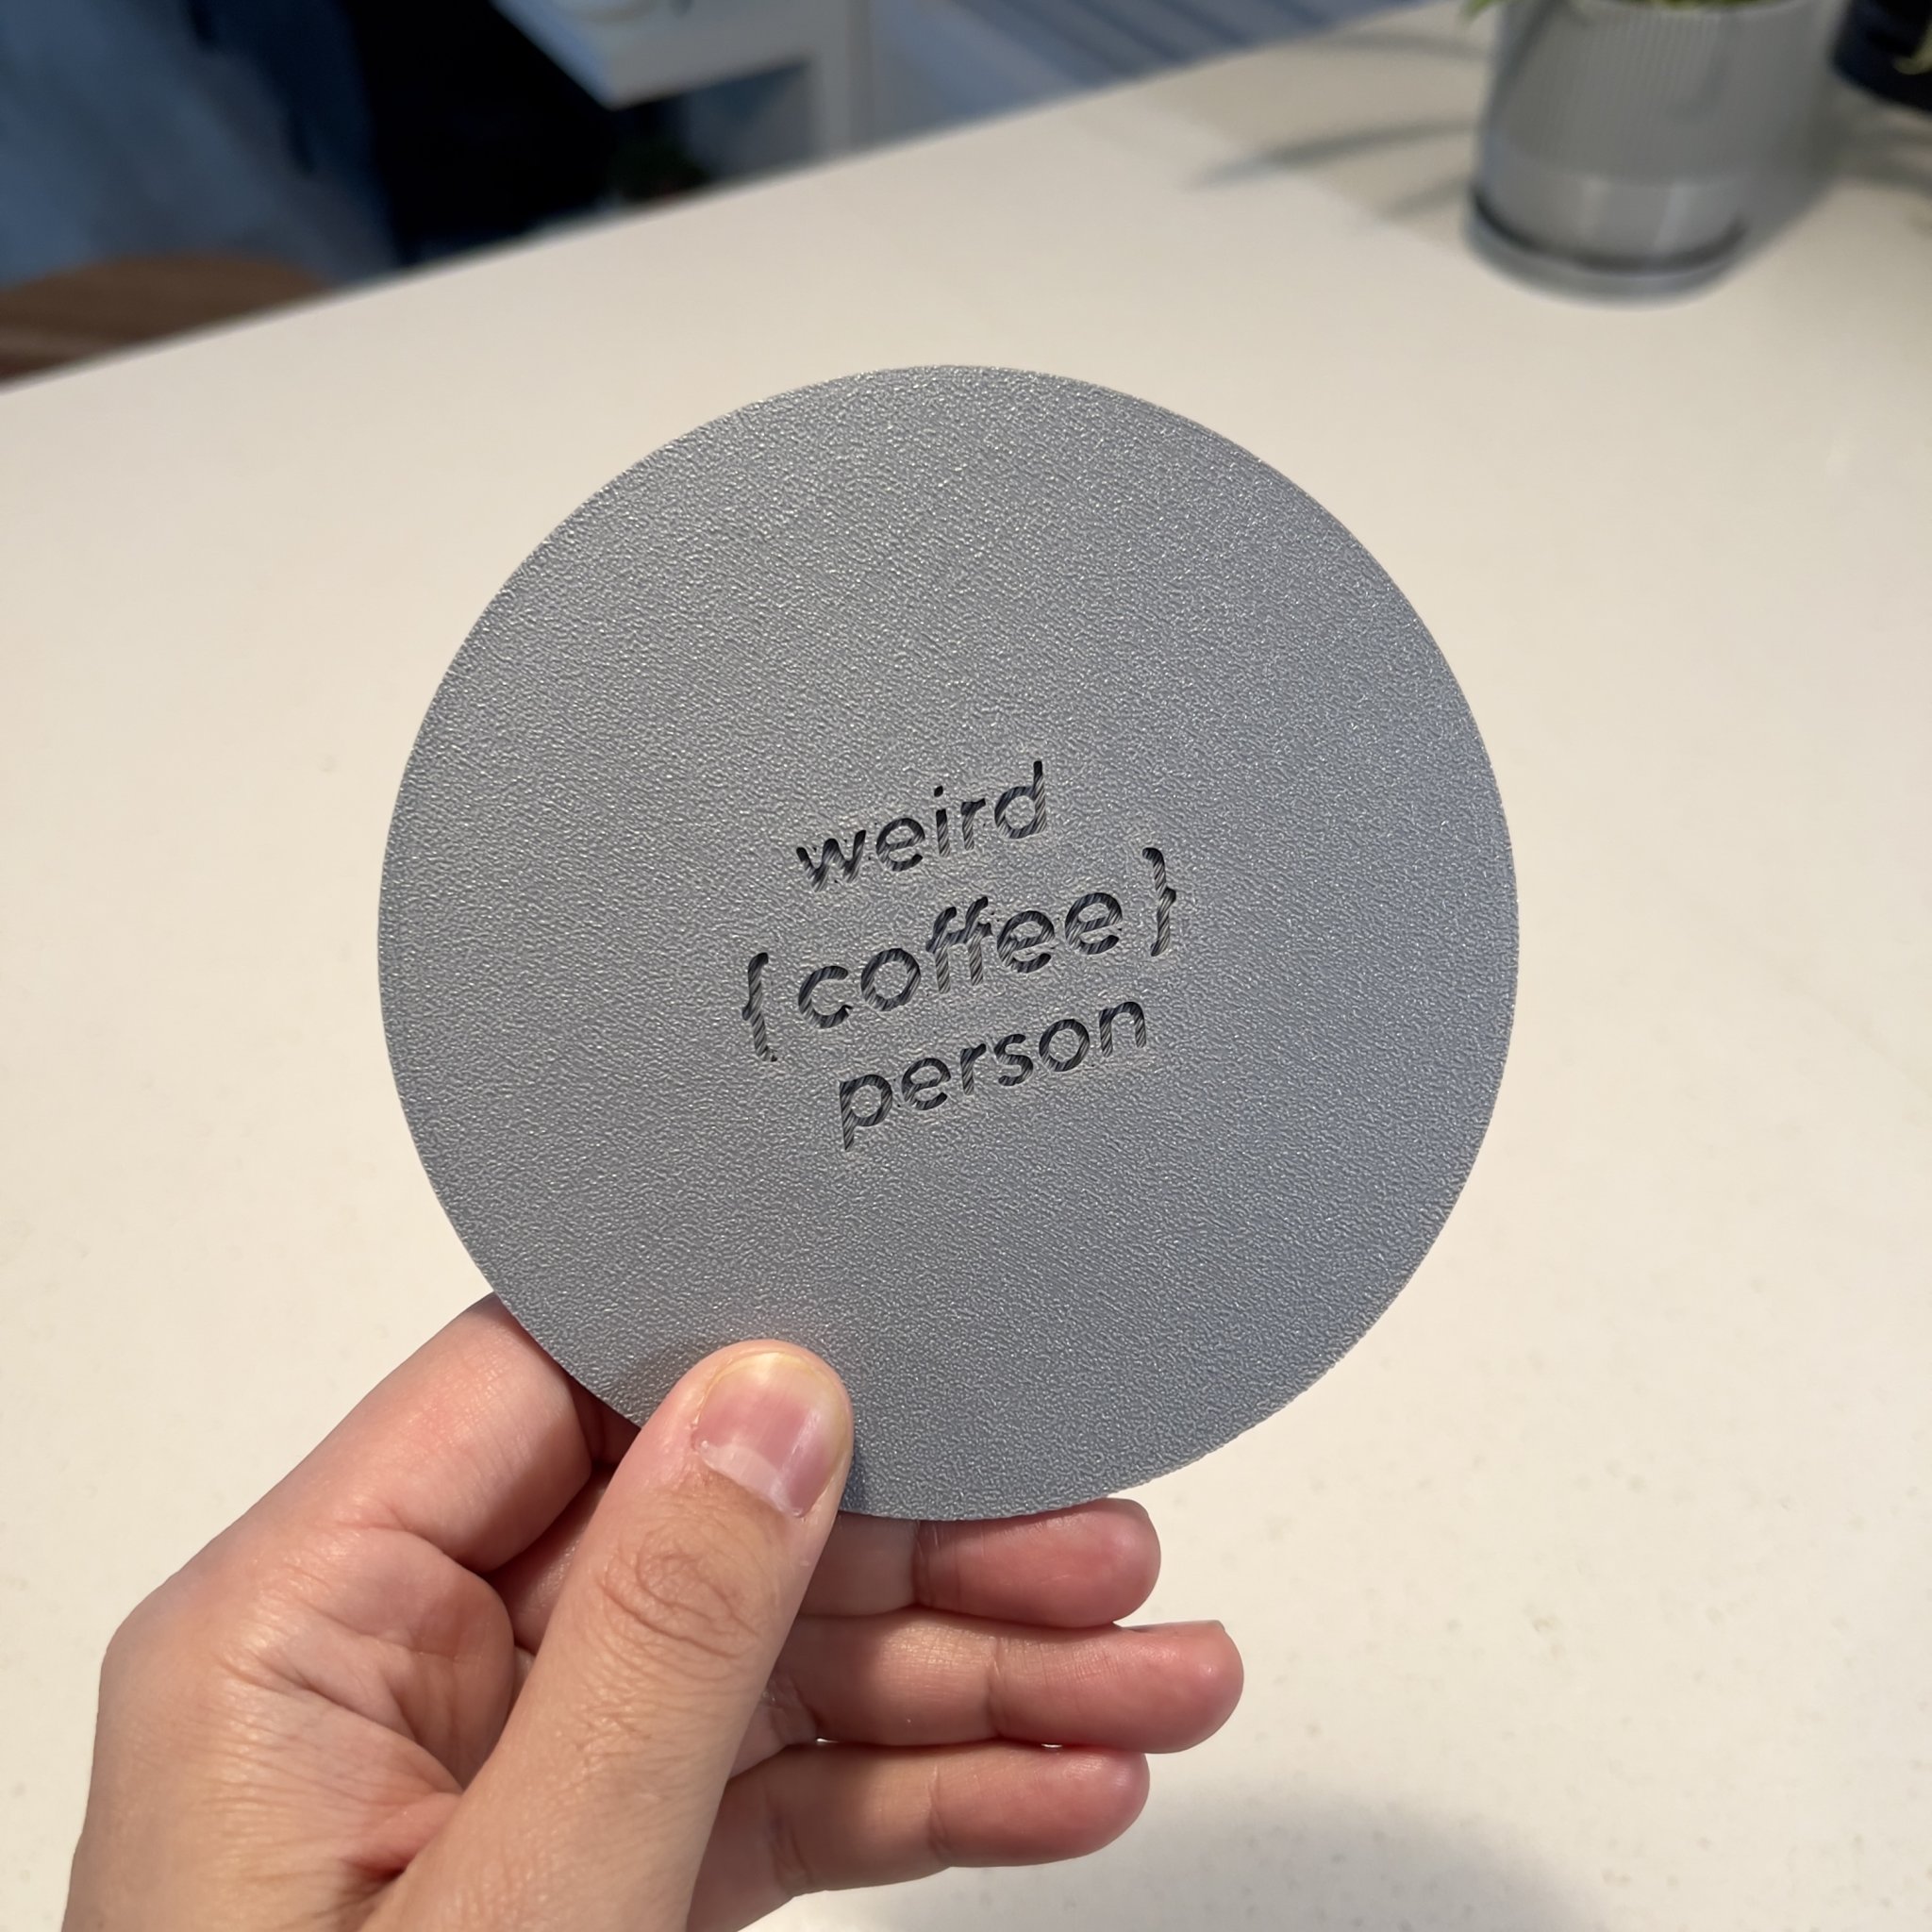 weird
{ coffee }
person